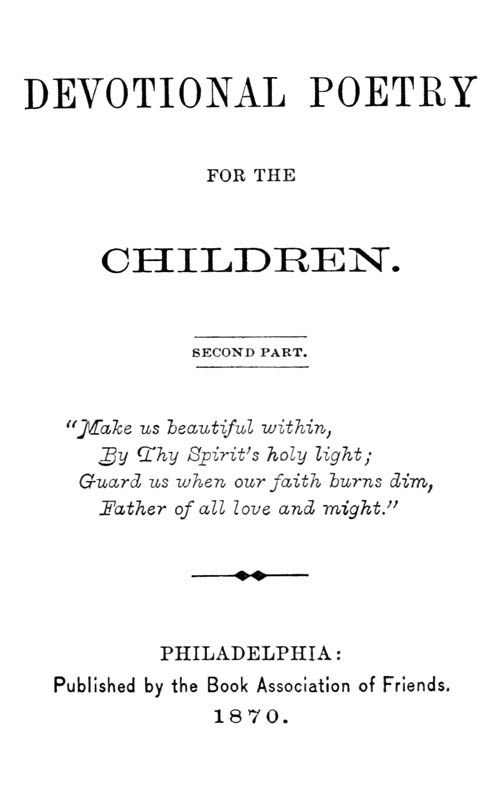 DEVOTIONAL POETRY
FOR THE
CHILDREN.
SECOND PART.
“Make us beautiful within,
By Thy Spirit’s holy light;
Guard us when our faith burns dim,
Father of all love and might.”
PHILADELPHIA:
Published by the Book Association of Friends.
1870.